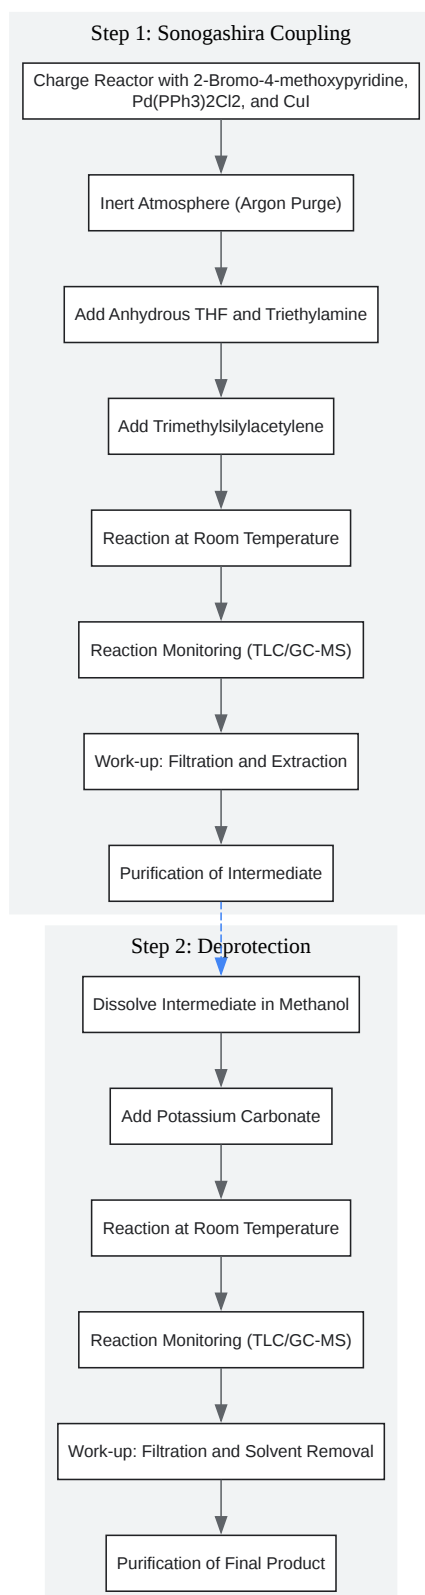 Step 1: Sonogashira Coupling
Charge Reactor with 2-Bromo-4-methoxypyridine,
Pd(PPh3)2Cl2, and CuI
Inert Atmosphere (Argon Purge)
Add Anhydrous THF and Triethylamine
Add Trimethylsilylacetylene
Reaction at Room Temperature
Reaction Monitoring (TLC/GC-MS)
Work-up: Filtration and Extraction
Purification of Intermediate
Step 2: Deprotection
Dissolve Intermediate in Methanol
Add Potassium Carbonate
Reaction at Room Temperature
Reaction Monitoring (TLC/GC-MS)
Work-up: Filtration and Solvent Removal
Purification of Final Product